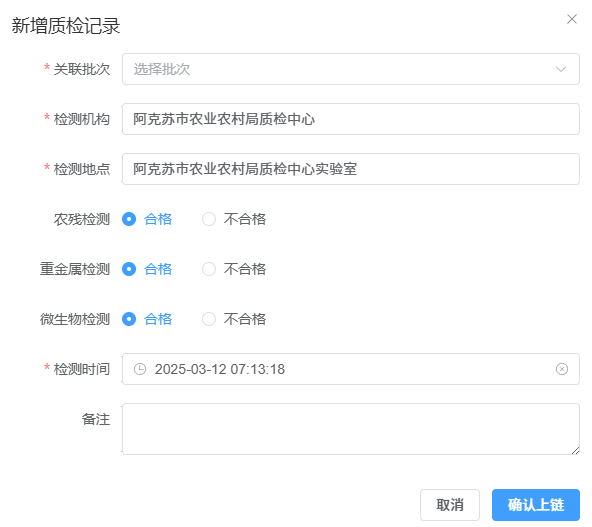 新增质检记录
* 关联批次 选择批次
* 检测机构 阿克苏市农业农村局质检中心
* 检测地点 阿克苏市农业农村局质检中心实验室
农残检测 合格 不合格
重金属检测 合格 不合格
微生物检测 合格 不合格
* 检测时间 2025-03-12 07:13:18
备注
取消 确认上链